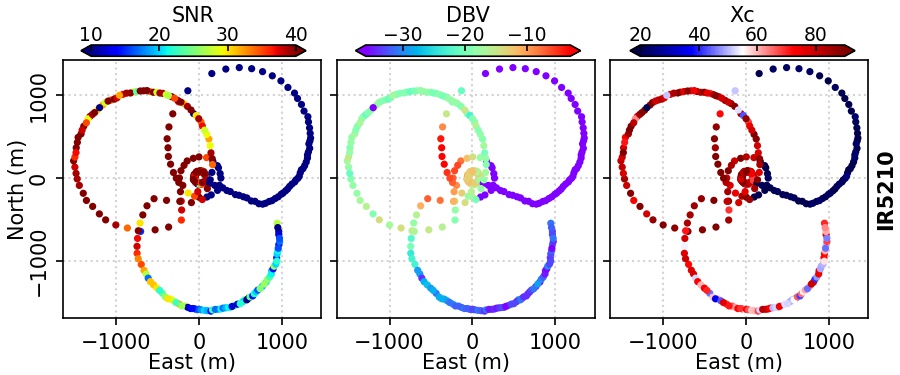 SNR DBV Xc
10 20 30 40 −30 −20 −10 20 40 60 80
North (m)
1000
0
−1000
IR5210
−1000 0 1000 −1000 0 1000 −1000 0 1000
East (m) East (m) East (m)